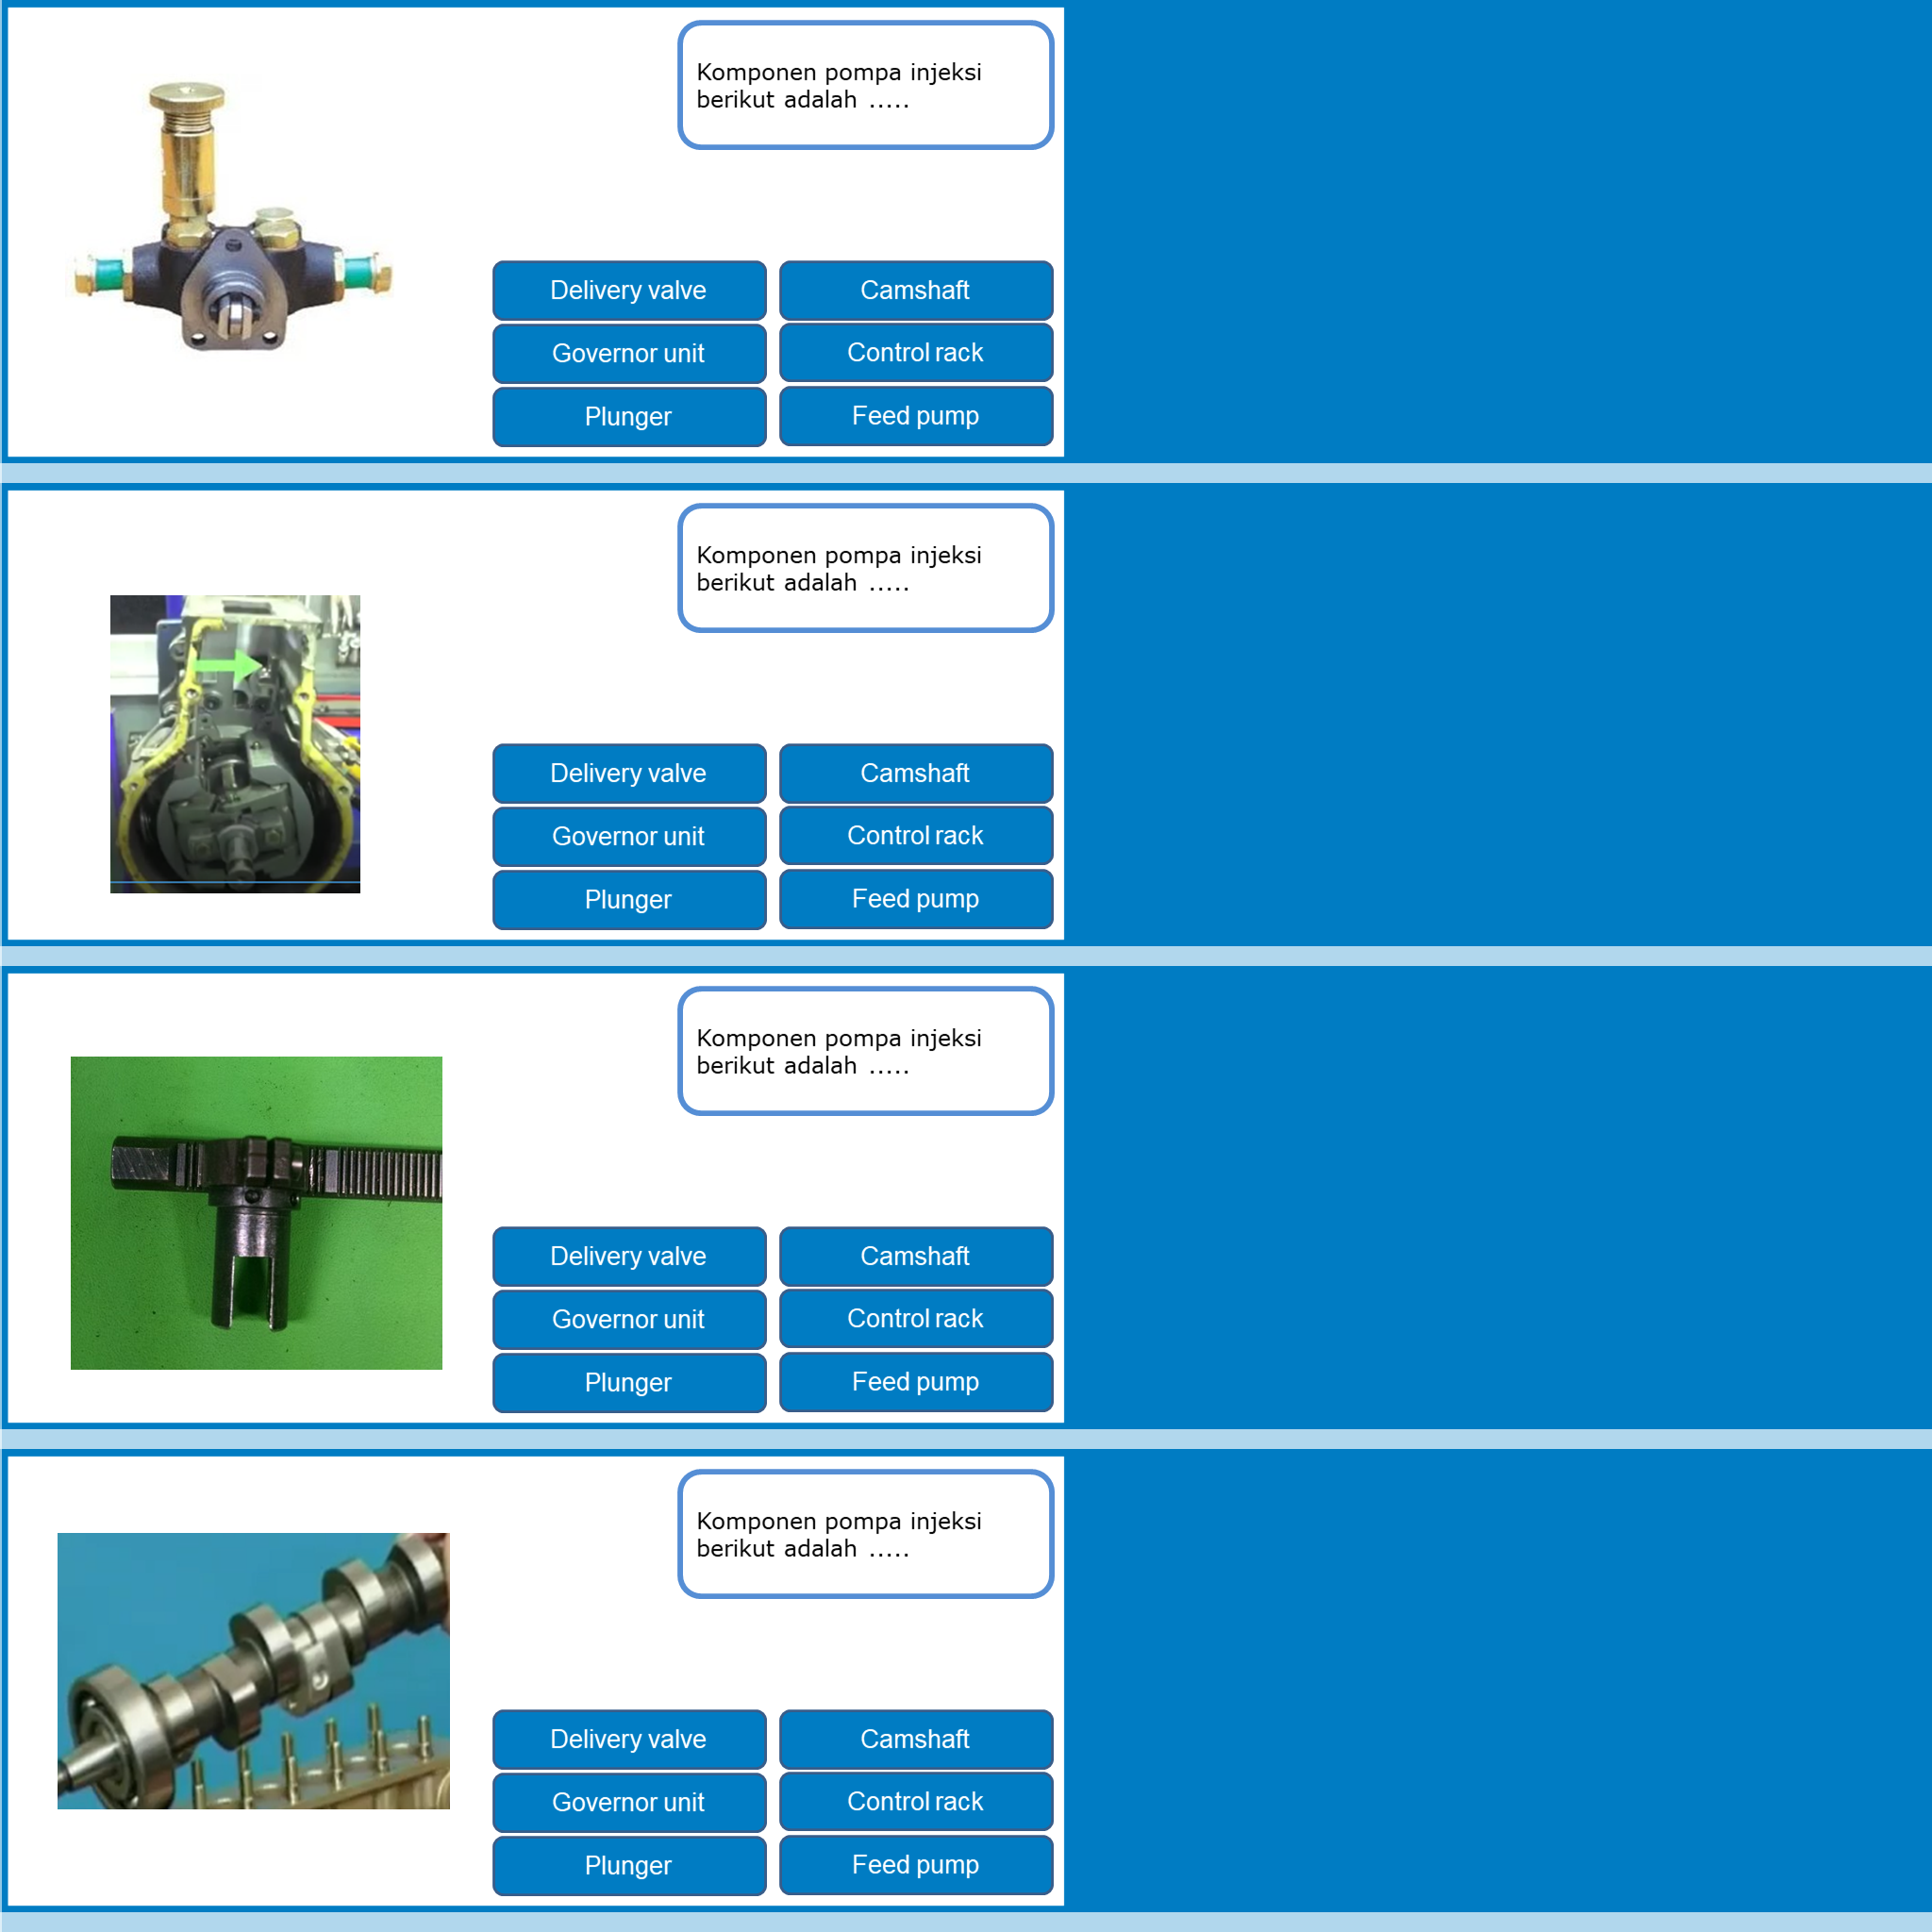 Komponen pompa injeksi
berikut adalah .....
Delivery valve
Camshaft
Governor unit
Control rack
Plunger
Feed pump
Komponen pompa injeksi
berikut adalah .....
Delivery valve
Camshaft
Governor unit
Control rack
Plunger
Feed pump
Komponen pompa injeksi
berikut adalah .....
Delivery valve
Camshaft
Governor unit
Control rack
Plunger
Feed pump
Komponen pompa injeksi
berikut adalah .....
Delivery valve
Camshaft
Governor unit
Control rack
Plunger
Feed pump